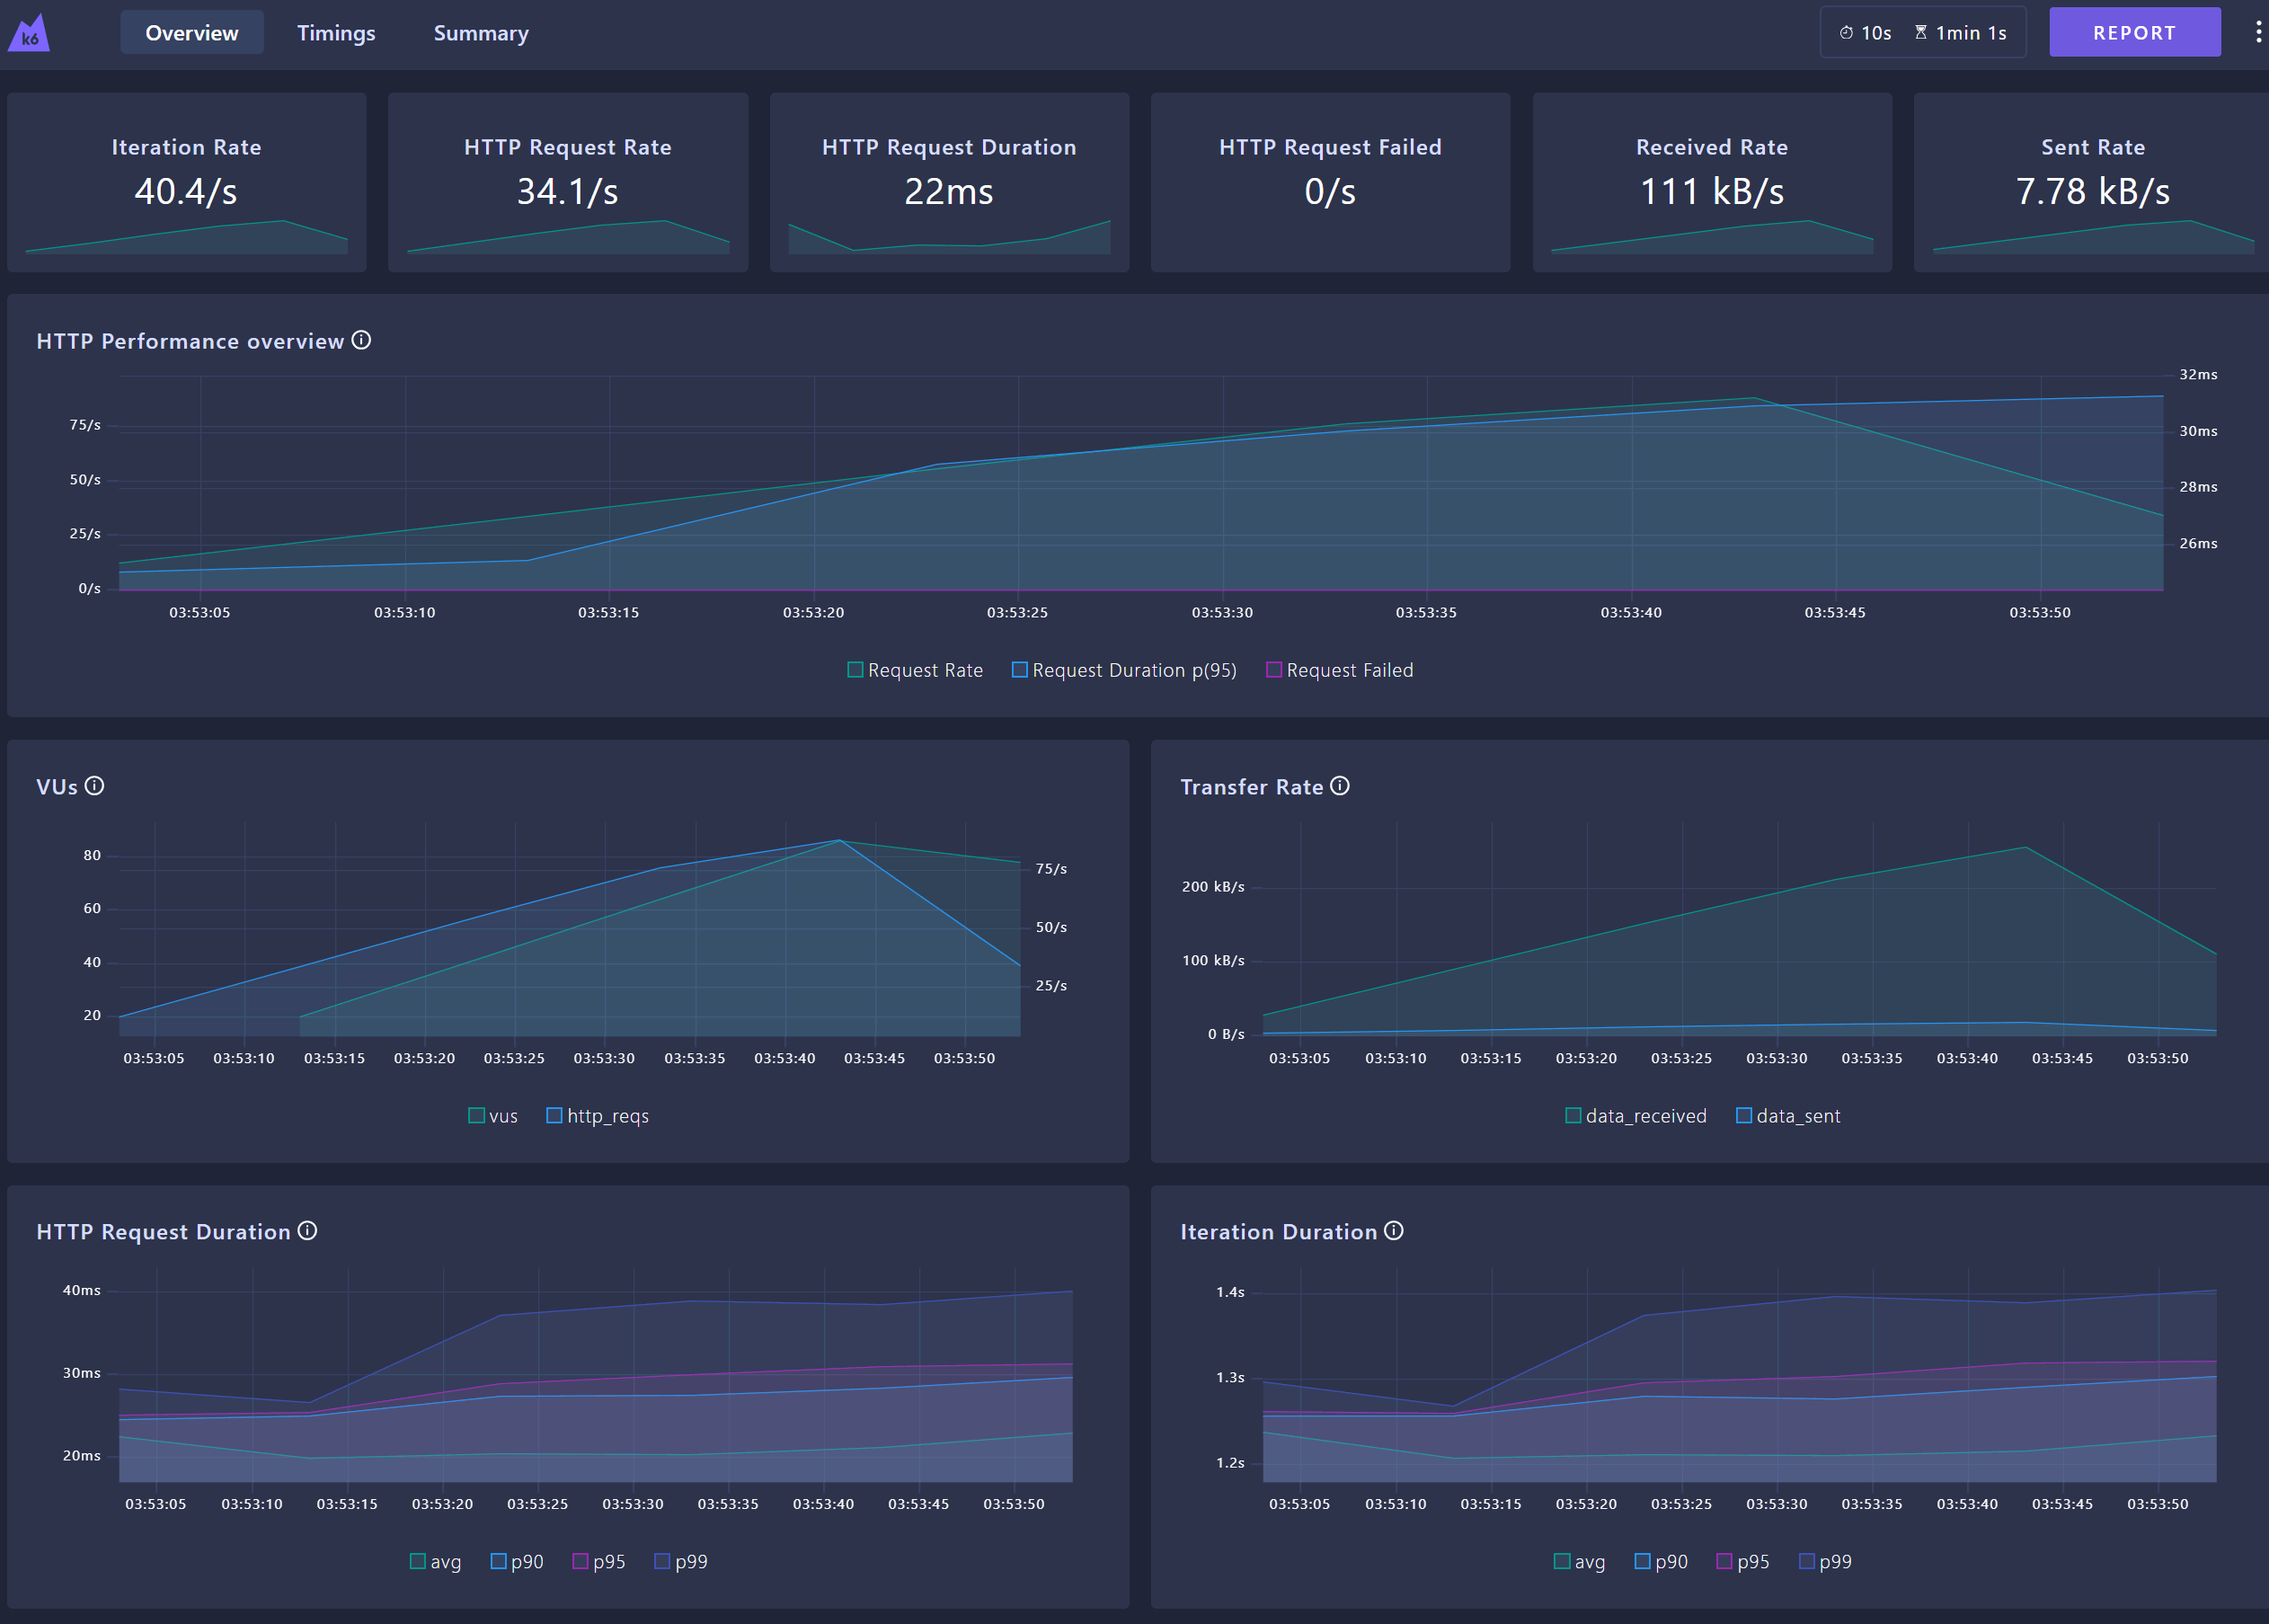 k6 Overview Timings Summary 10s 1min 1s REPORT
Iteration Rate
40.4/s
HTTP Request Rate
34.1/s
HTTP Request Duration
22ms
HTTP Request Failed
0/s
Received Rate
111 kB/s
Sent Rate
7.78 kB/s
HTTP Performance overview
32ms
75/s
30ms
50/s
28ms
25/s
26ms
0/s
03:53:05 03:53:10 03:53:15 03:53:20 03:53:25 03:53:30 03:53:35 03:53:40 03:53:45 03:53:50
Request Rate Request Duration p(95) Request Failed
VUs
80
75/s
60
50/s
40
25/s
20
03:53:05 03:53:10 03:53:15 03:53:20 03:53:25 03:53:30 03:53:35 03:53:40 03:53:45 03:53:50
vus http_reqs
Transfer Rate
200 kB/s
100 kB/s
0 B/s
03:53:05 03:53:10 03:53:15 03:53:20 03:53:25 03:53:30 03:53:35 03:53:40 03:53:45 03:53:50
data_received data_sent
HTTP Request Duration
40ms
30ms
20ms
03:53:05 03:53:10 03:53:15 03:53:20 03:53:25 03:53:30 03:53:35 03:53:40 03:53:45 03:53:50
avg p90 p95 p99
Iteration Duration
1.4s
1.3s
1.2s
03:53:05 03:53:10 03:53:15 03:53:20 03:53:25 03:53:30 03:53:35 03:53:40 03:53:45 03:53:50
avg p90 p95 p99